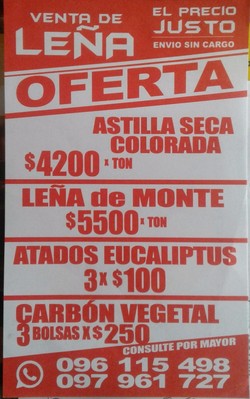 VENTA DE
LEÑA
EL PRECIO
JUSTO
ENVIO SIN CARGO
OFERTA
ASTILLA SECA
COLORADA
$4200 x TON
LEÑA de MONTE
$5500 x TON
ATADOS EUCALIPTUS
3x $100
CARBÓN VEGETAL
3 BOLSAS X $250
CONSULTE POR MAYOR
096 115 498
097 961 727